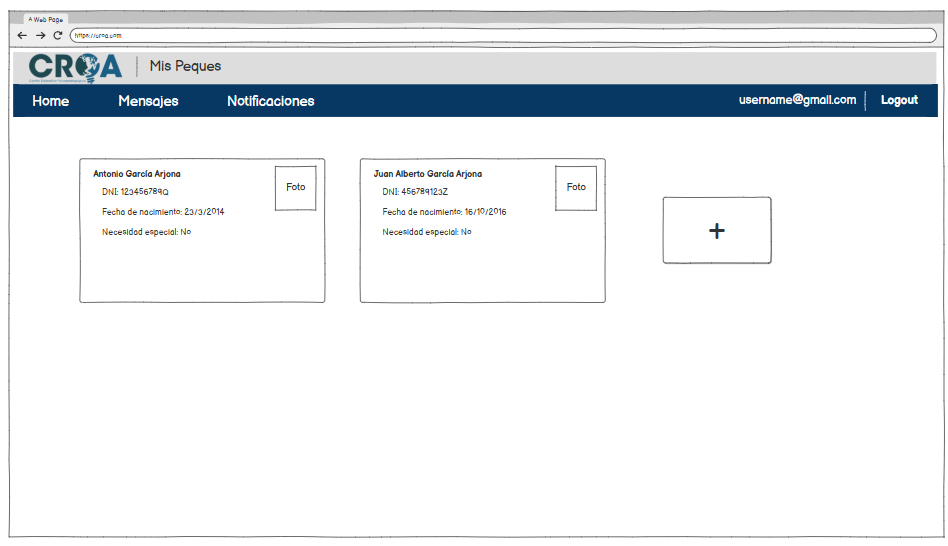 A Web Page
https://croa.com
CROA
Mis Peques
Home Mensajes Notificaciones username@gmail.com Logout
Antonio García Arjona
DNI: 123456789Q
Foto
Fecha de nacimiento: 23/3/2014
Necesidad especial: No
Juan Alberto García Arjona
DNI: 456789123Z
Foto
Fecha de nacimiento: 16/10/2016
Necesidad especial: No
+